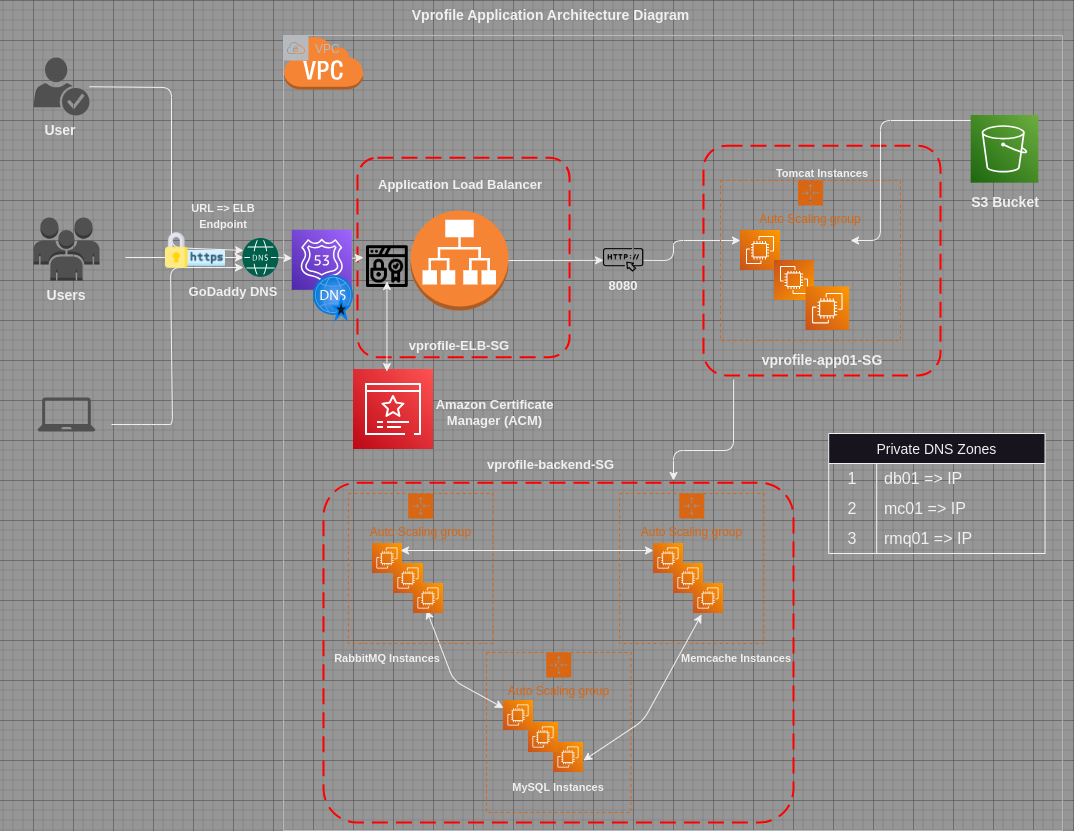 Vprofile Application Architecture Diagram
VPC
VPC
User
URL => ELB
Endpoint
https
DNS
Users
GoDaddy DNS
53
DNS
Application Load Balancer
vprofile-ELB-SG
HTTP://
8080
Tomcat Instances
Auto Scaling group
vprofile-app01-SG
S3 Bucket
Amazon Certificate
Manager (ACM)
Private DNS Zones
1 db01 => IP
2 mc01 => IP
3 rmq01 => IP
vprofile-backend-SG
Auto Scaling group
Auto Scaling group
RabbitMQ Instances
Memcache Instances
Auto Scaling group
MySQL Instances